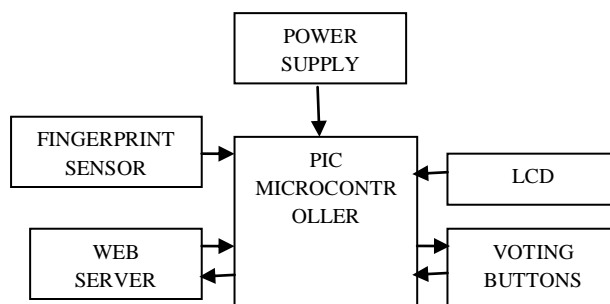 POWER
SUPPLY
FINGERPRINT
SENSOR
PIC
MICROCONTR
OLLER
LCD
WEB
SERVER
VOTING
BUTTONS